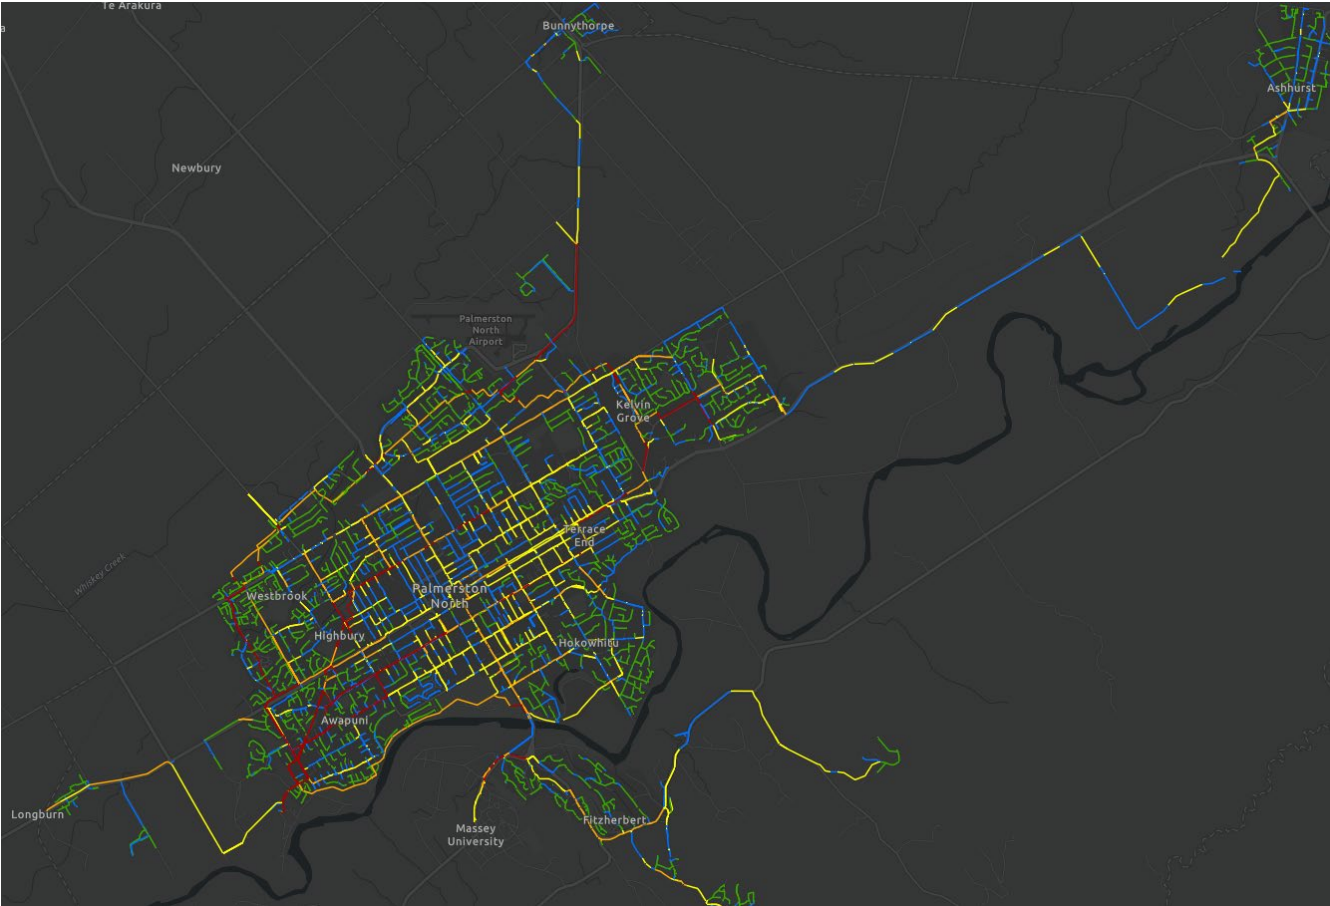 Te Arakura
Bunnythorpe
a
Ashhurst
Newbury
Palmerston
North
Airport
Kelvin
Grove
Terrace
End
Whiskey Creek
Westbrook
Palmerston
North
Highbury
Hokowhitu
Awapuni
Longburn
Massey
University
Fitzherbert